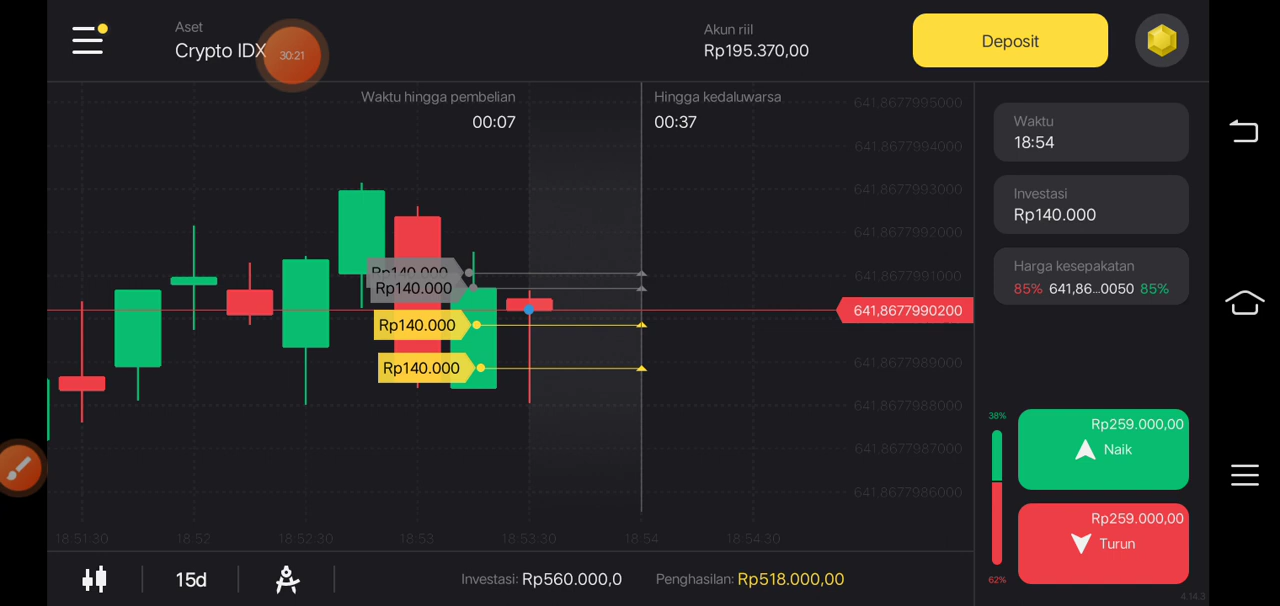 Aset
Crypto IDX
30:21
Akun riil
Rp195.370,00
Deposit
Waktu hingga pembelian
00:07
Hingga kedaluwarsa
00:37
641,8677995000
641,8677994000
641,8677993000
641,8677992000
641,8677991000
641,8677990200
641,8677989000
641,8677988000
641,8677987000
641,8677986000
Rp140.000
Rp140.000
Rp140.000
Rp140.000
18:51:30
18:52
18:52:30
18:53
18:53:30
18:54
18:54:30
Waktu
18:54
Investasi
Rp140.000
Harga kesepakatan
85% 641,86...0050 85%
38%
Rp259.000,00
Naik
Rp259.000,00
Turun
62%
15d
Investasi: Rp560.000,0
Penghasilan: Rp518.000,00
4.14.3